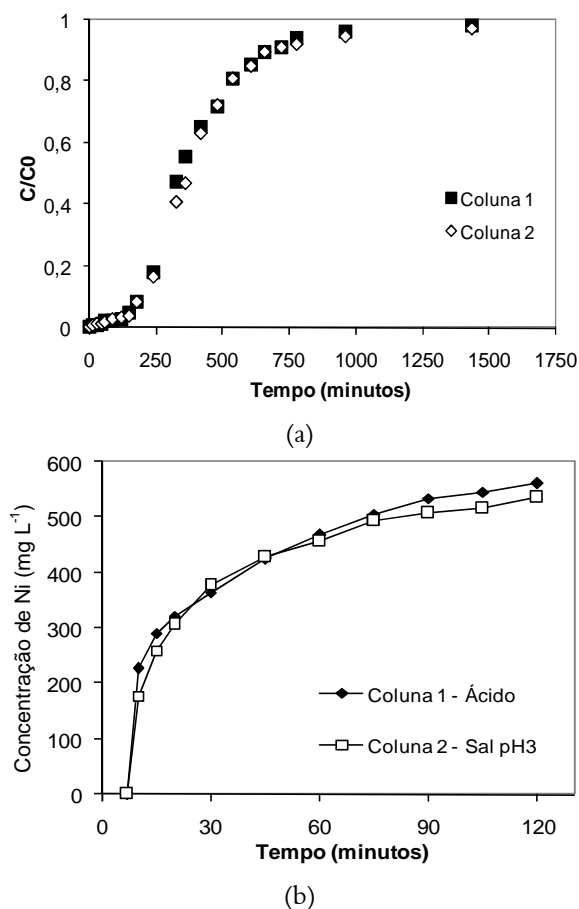 1
0,8
0,6
0,4
0,2
0
C/C0
Coluna 1
Coluna 2
0 250 500 750 1000 1250 1500 1750
Tempo (minutos)
(a)
600
500
400
300
200
100
0
Concentração de Ni (mg L⁻¹)
Coluna 1 - Ácido
Coluna 2 - Sal pH3
0 30 60 90 120
Tempo (minutos)
(b)